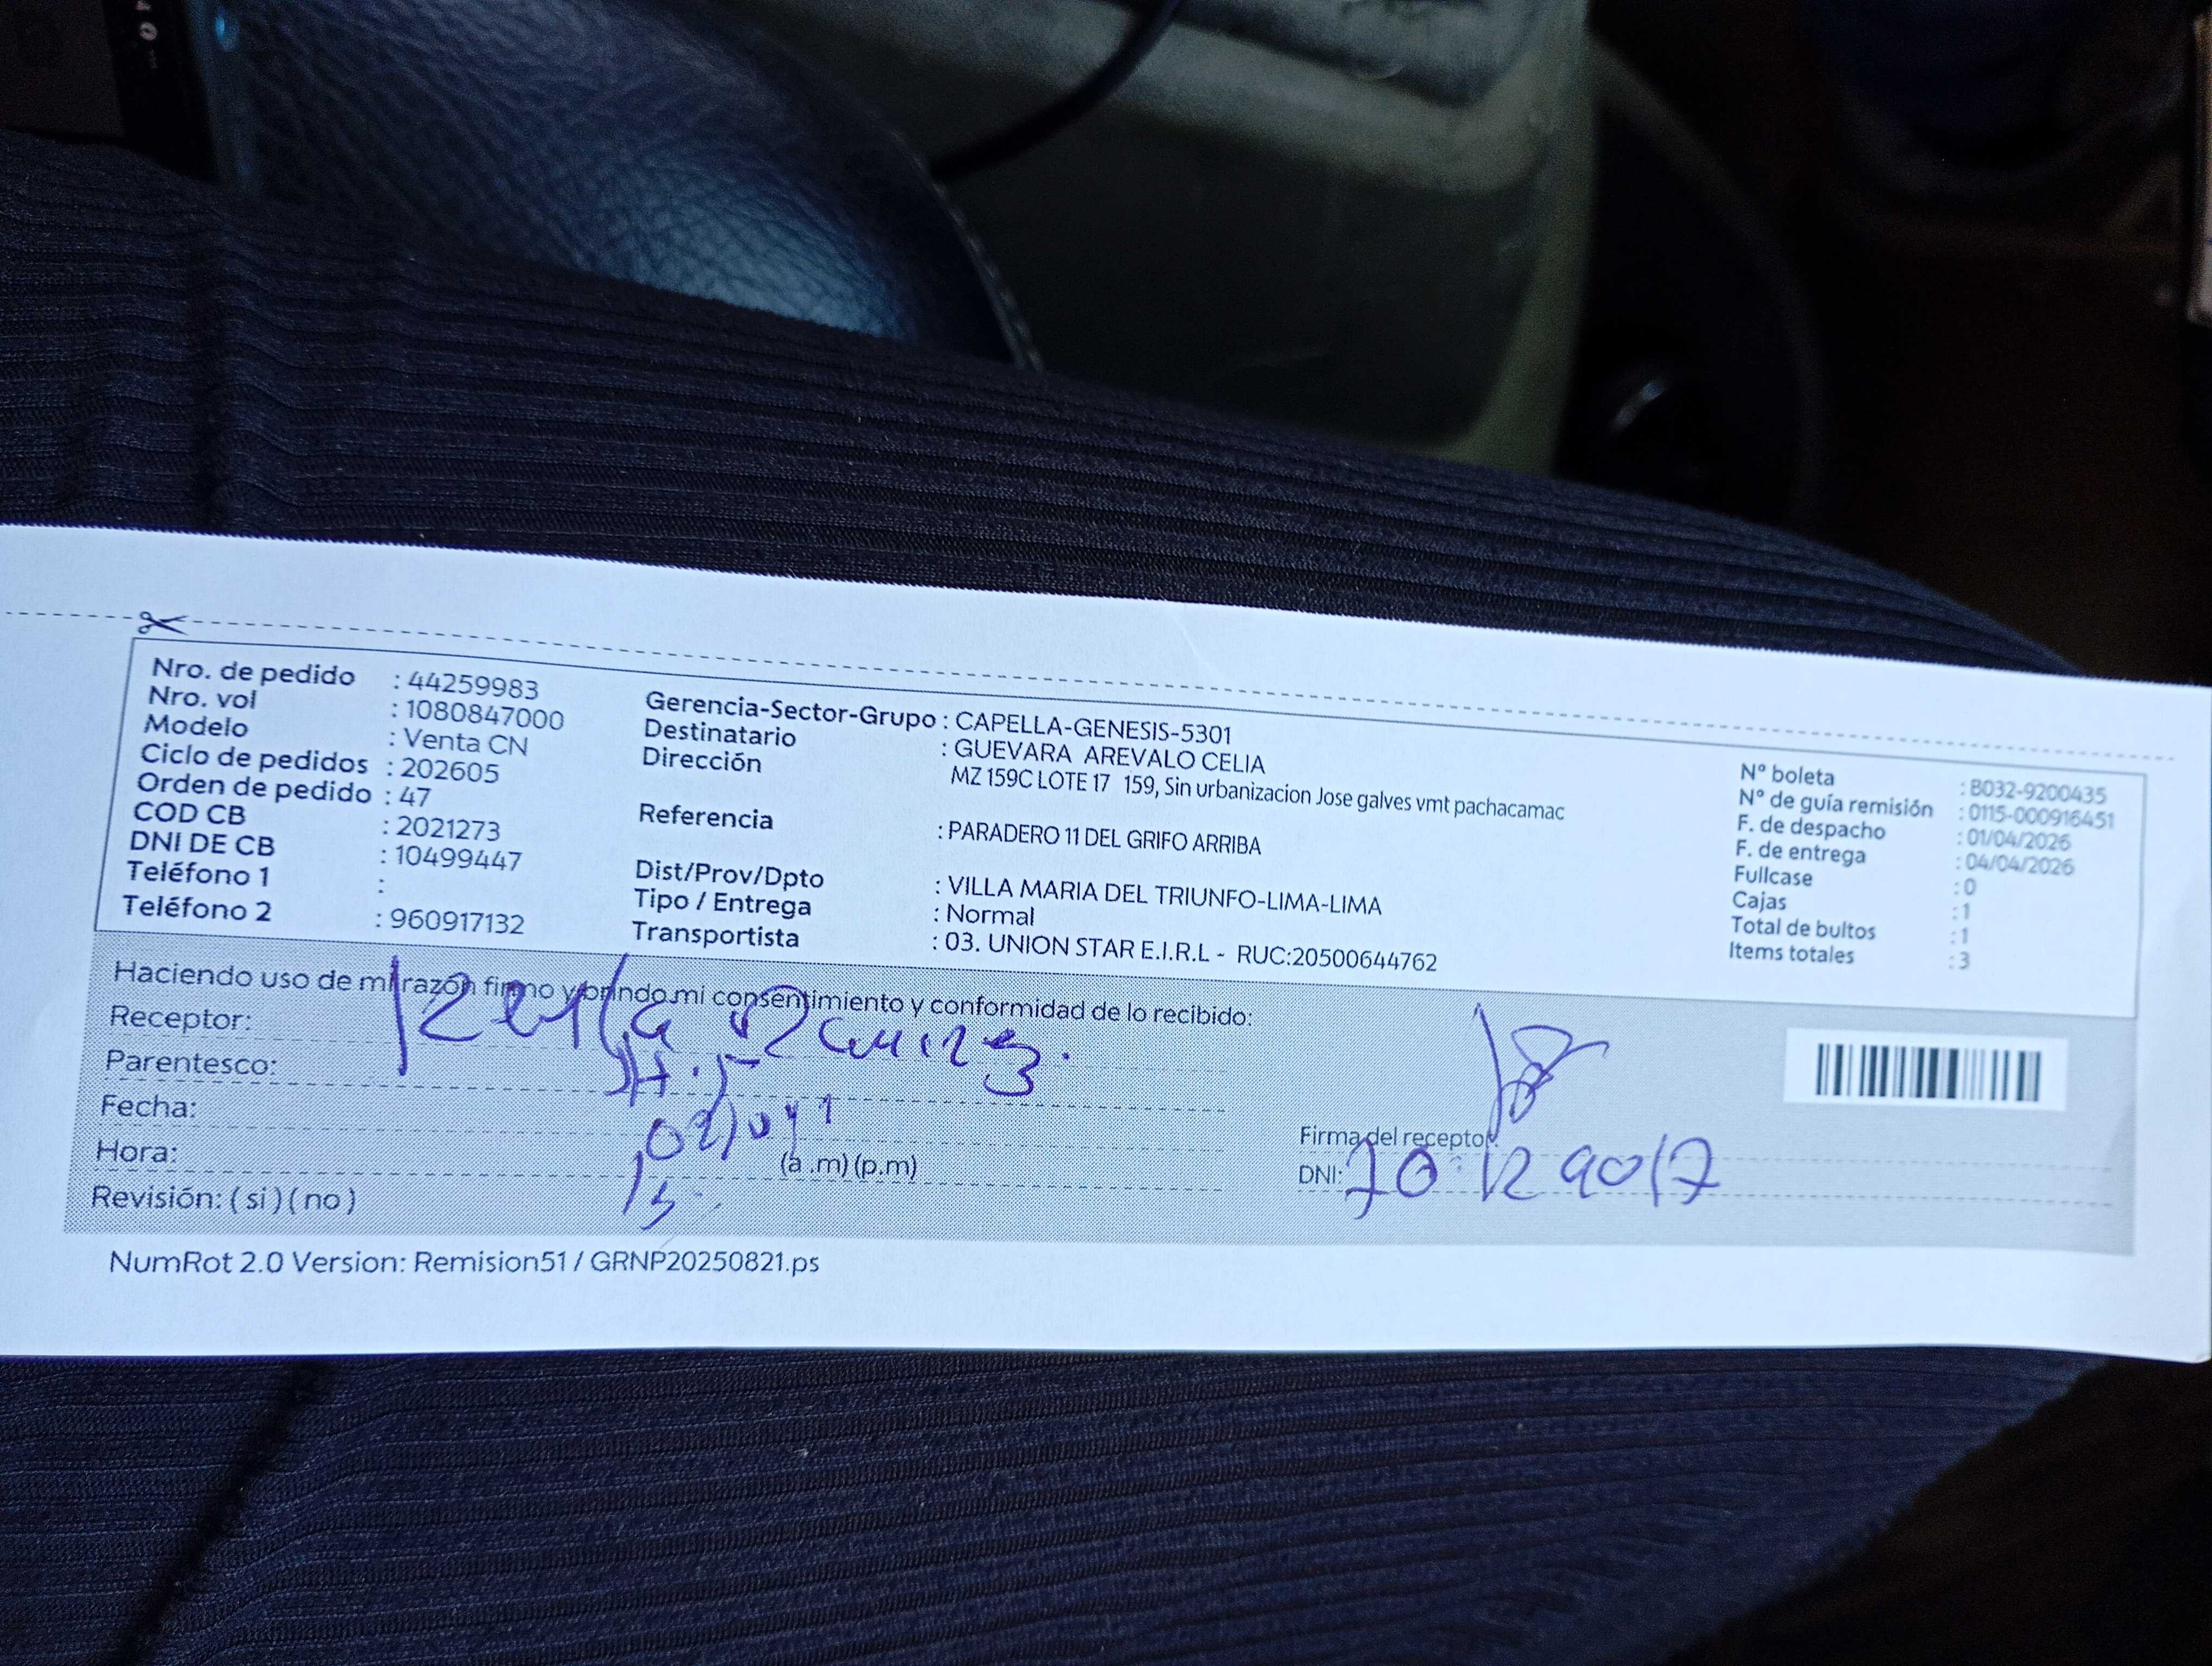 Nro. de pedido : 44259983
Nro. vol : 1080847000
Modelo : Venta CN
Ciclo de pedidos : 202605
Orden de pedido : 47
COD CB : 2021273
DNI DE CB : 10499447
Teléfono 1 :
Teléfono 2 : 960917132
Gerencia-Sector-Grupo : CAPELLA-GENESIS-5301
Destinatario : GUEVARA AREVALO CELIA
Dirección MZ 159C LOTE 17 159, Sin urbanizacion Jose galves vmt pachacamac
Referencia : PARADERO 11 DEL GRIFO ARRIBA
Dist/Prov/Dpto : VILLA MARIA DEL TRIUNFO-LIMA-LIMA
Tipo / Entrega : Normal
Transportista : 03. UNION STAR E.I.R.L - RUC:20500644762
Nº boleta : B032-9200435
Nº de guía remisión : 0115-000916451
F. de despacho : 01/04/2026
F. de entrega : 04/04/2026
Fullcase : 0
Cajas : 1
Total de bultos : 1
Items totales : 3
Haciendo uso de mi razón firmo y brindo mi consentimiento y conformidad de lo recibido:
Receptor:
Parentesco:
Fecha:
Hora: (a .m) (p.m)
Revisión: ( si ) ( no )
Firma del receptor
DNI:
NumRot 2.0 Version: Remision51 / GRNP20250821.ps